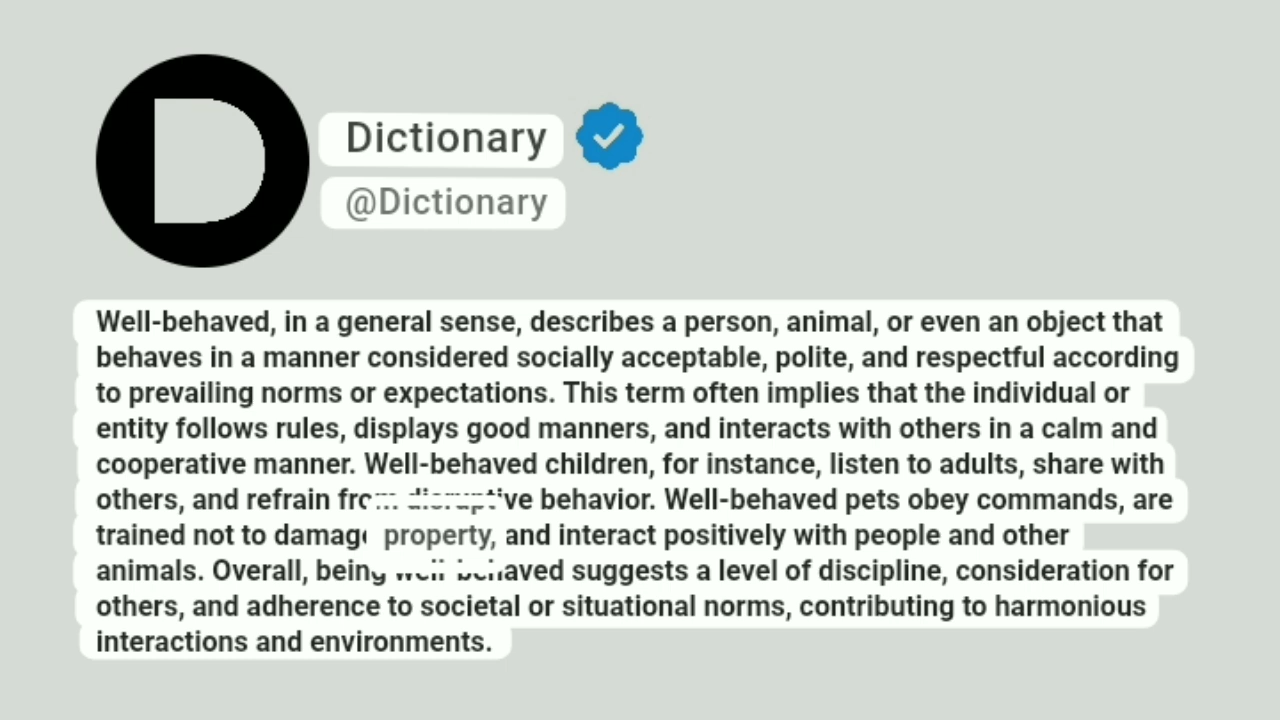 D
Dictionary
@Dictionary
Well-behaved, in a general sense, describes a person, animal, or even an object that
behaves in a manner considered socially acceptable, polite, and respectful according
to prevailing norms or expectations. This term often implies that the individual or
entity follows rules, displays good manners, and interacts with others in a calm and
cooperative manner. Well-behaved children, for instance, listen to adults, share with
others, and refrain from disruptive behavior. Well-behaved pets obey commands, are
trained not to damage property, and interact positively with people and other
animals. Overall, being well-behaved suggests a level of discipline, consideration for
others, and adherence to societal or situational norms, contributing to harmonious
interactions and environments.